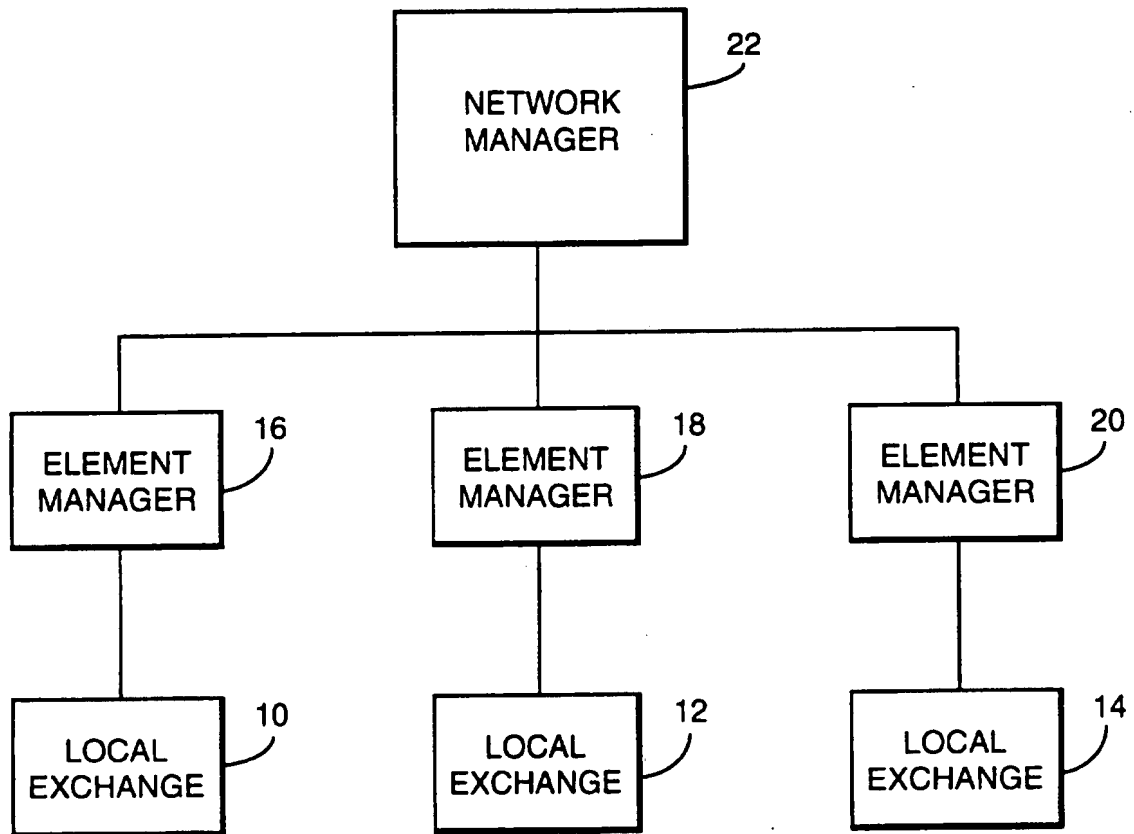 22
NETWORK
MANAGER
16
ELEMENT
MANAGER
18
ELEMENT
MANAGER
20
ELEMENT
MANAGER
10
LOCAL
EXCHANGE
12
LOCAL
EXCHANGE
14
LOCAL
EXCHANGE